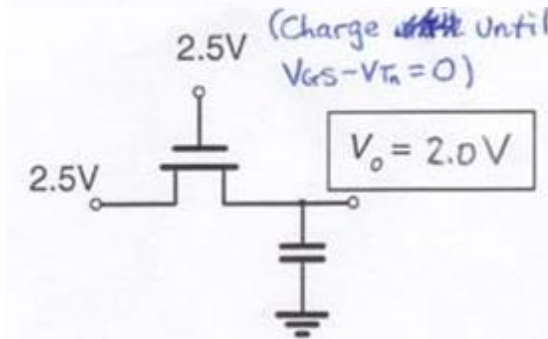 (Charge until
2.5V
VGS-VTn=0)
Vo = 2.0V
2.5V